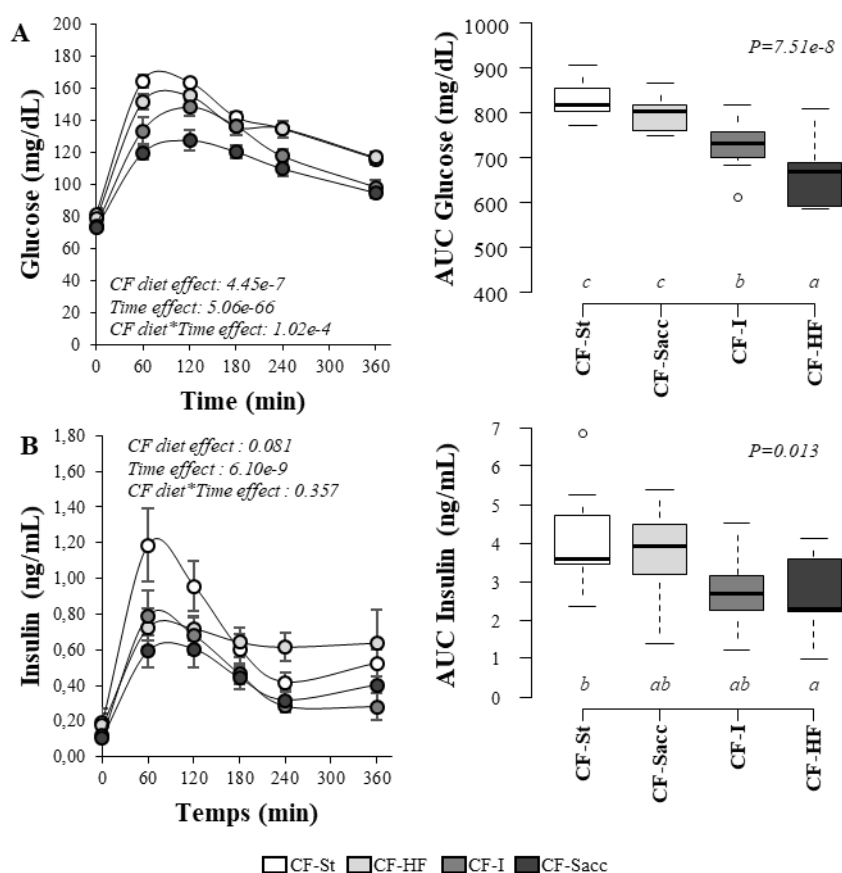 A
Glucose (mg/dL)
200
180
160
140
120
100
80
60
40
20
0
CF diet effect: 4.45e-7
Time effect: 5.06e-66
CF diet*Time effect: 1.02e-4
0 60 120 180 240 300 360
Time (min)
AUC Glucose (mg/dL)
1000
900
800
700
600
500
400
P=7.51e-8
c c b a
CF-St CF-Sacc CF-I CF-HF
B
Insulin (ng/mL)
1,80
1,60
1,40
1,20
1,00
0,80
0,60
0,40
0,20
0,00
CF diet effect : 0.081
Time effect : 6.10e-9
CF diet*Time effect : 0.357
0 60 120 180 240 300 360
Temps (min)
AUC Insulin (ng/mL)
7
6
5
4
3
2
1
0
P=0.013
b ab ab a
CF-St CF-Sacc CF-I CF-HF
CF-St CF-HF CF-I CF-Sacc